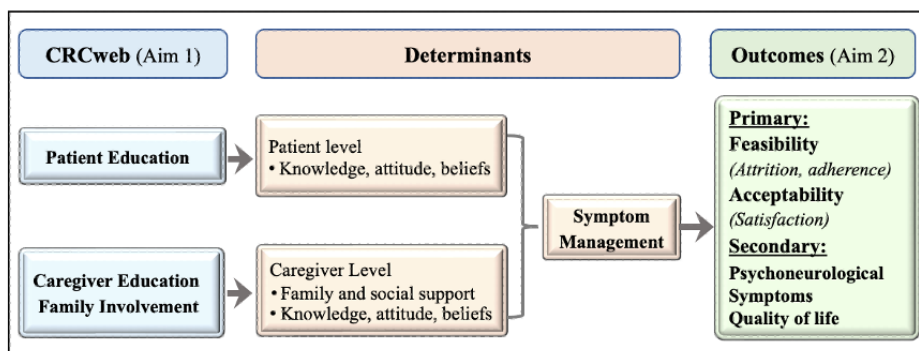 CRCweb (Aim 1)
Determinants
Outcomes (Aim 2)
Patient Education
Patient level
• Knowledge, attitude, beliefs
Caregiver Education
Family Involvement
Caregiver Level
• Family and social support
• Knowledge, attitude, beliefs
Symptom
Management
Primary:
Feasibility
(Attrition, adherence)
Acceptability
(Satisfaction)
Secondary:
Psychoneurological
Symptoms
Quality of life